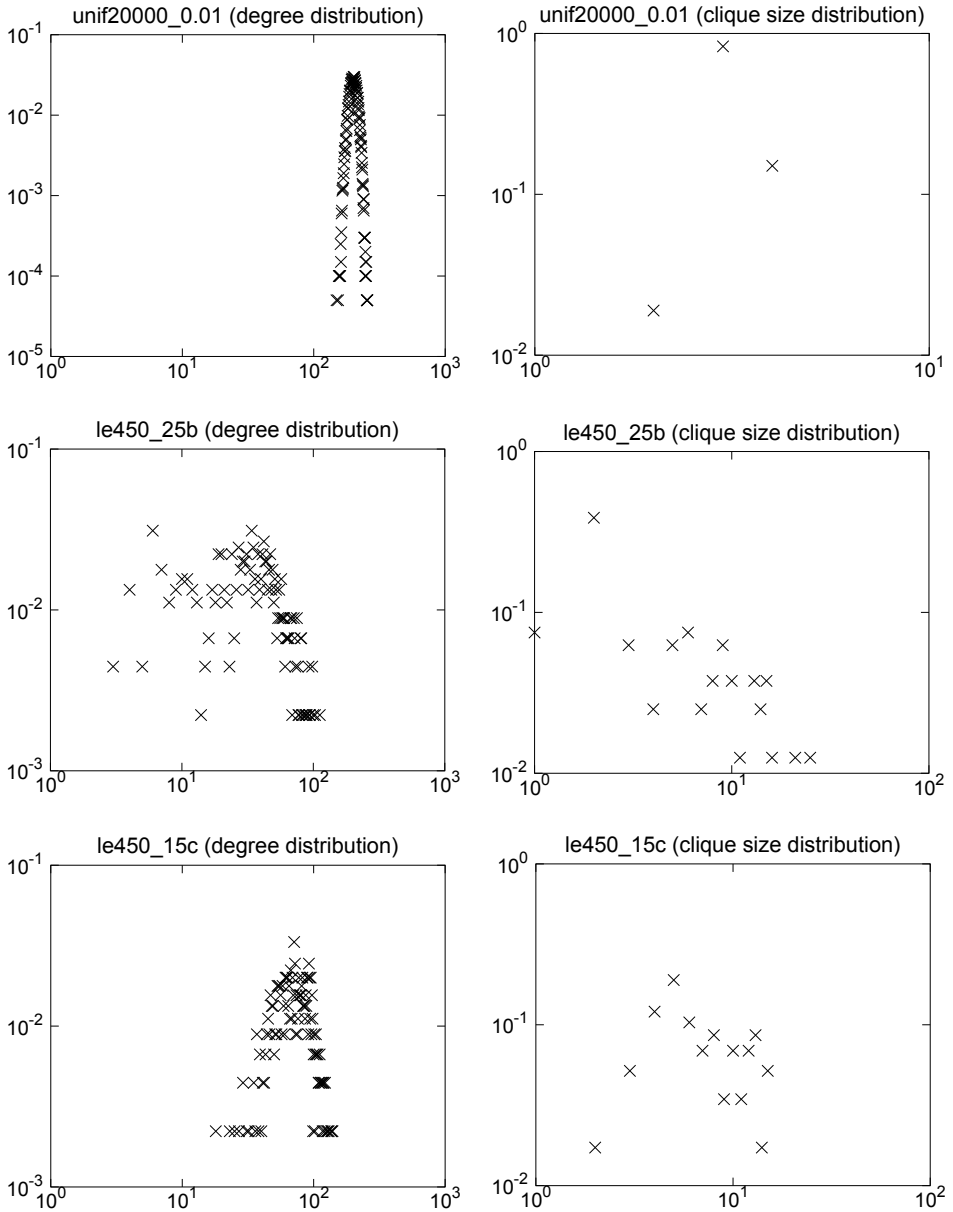 unif20000_0.01 (degree distribution)
10^-1
10^-2
10^-3
10^-4
10^-5
10^0 10^1 10^2 10^3
unif20000_0.01 (clique size distribution)
10^0
10^-1
10^-2
10^0 10^1
le450_25b (degree distribution)
10^-1
10^-2
10^-3
10^0 10^1 10^2 10^3
le450_25b (clique size distribution)
10^0
10^-1
10^-2
10^0 10^1 10^2
le450_15c (degree distribution)
10^-1
10^-2
10^-3
10^0 10^1 10^2 10^3
le450_15c (clique size distribution)
10^0
10^-1
10^-2
10^0 10^1 10^2